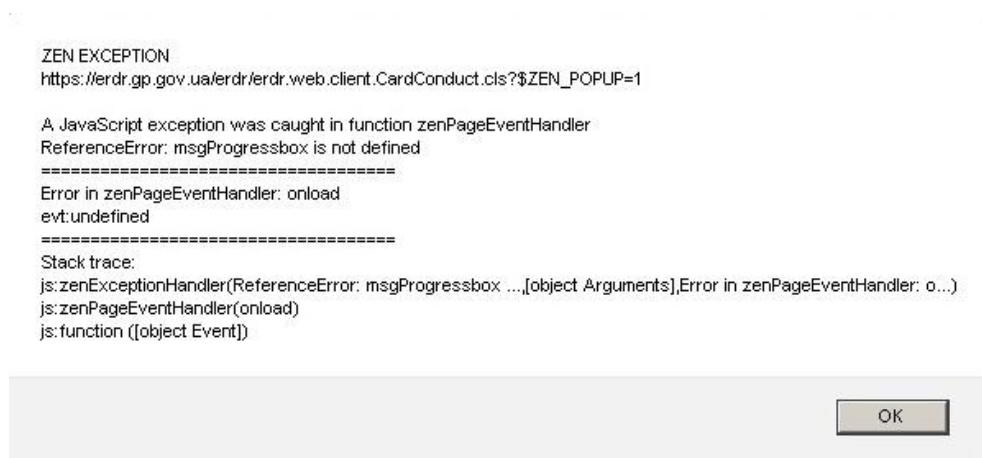 ZEN EXCEPTION
https://erdr.gp.gov.ua/erdr/erdr.web.client.CardConduct.cls?$ZEN_POPUP=1
A JavaScript exception was caught in function zenPageEventHandler
ReferenceError: msgProgressbox is not defined
====================================
Error in zenPageEventHandler: onload
evt:undefined
====================================
Stack trace:
js:zenExceptionHandler(ReferenceError: msgProgressbox ...,[object Arguments],Error in zenPageEventHandler: o...)
js:zenPageEventHandler(onload)
js:function ([object Event])
OK